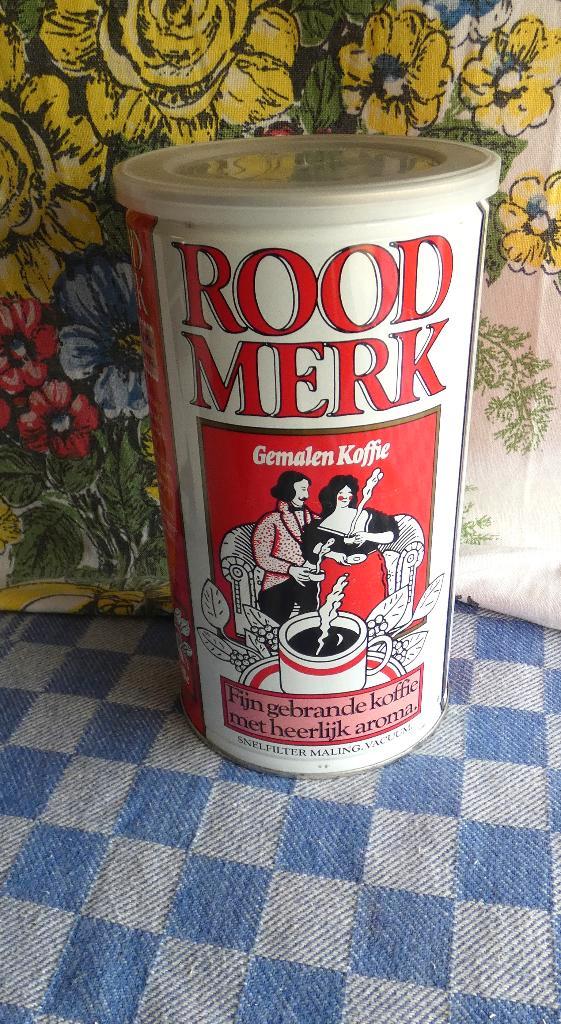 ROOD
MERK
Gemalen Koffie
Fijn gebrande koffie
met heerlijk aroma.
SNELFILTER MALING. VACUUM.